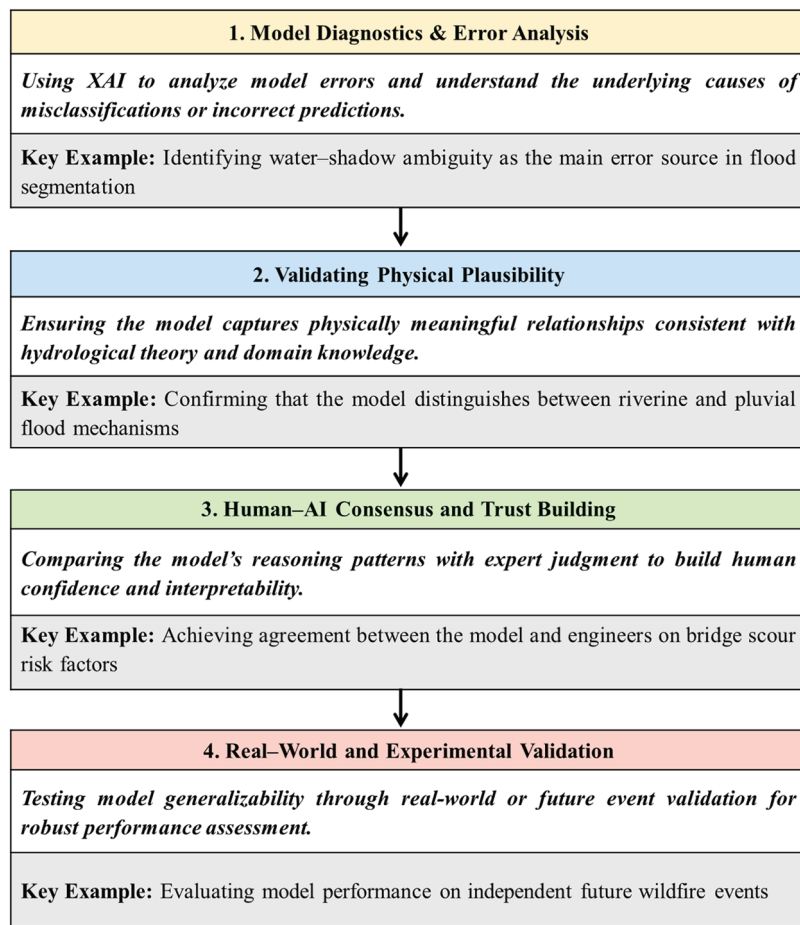 1. Model Diagnostics & Error Analysis
Using XAI to analyze model errors and understand the underlying causes of
misclassifications or incorrect predictions.
Key Example: Identifying water–shadow ambiguity as the main error source in flood
segmentation
2. Validating Physical Plausibility
Ensuring the model captures physically meaningful relationships consistent with
hydrological theory and domain knowledge.
Key Example: Confirming that the model distinguishes between riverine and pluvial
flood mechanisms
3. Human–AI Consensus and Trust Building
Comparing the model’s reasoning patterns with expert judgment to build human
confidence and interpretability.
Key Example: Achieving agreement between the model and engineers on bridge scour
risk factors
4. Real–World and Experimental Validation
Testing model generalizability through real-world or future event validation for
robust performance assessment.
Key Example: Evaluating model performance on independent future wildfire events